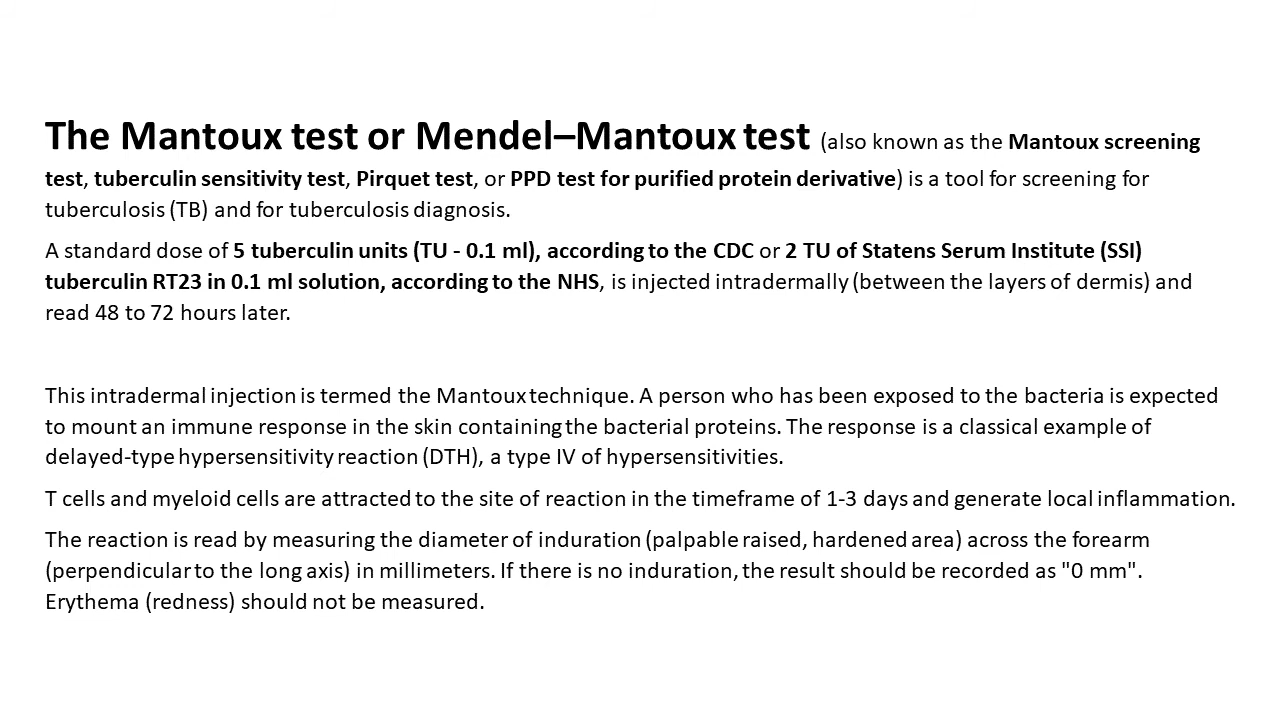 The Mantoux test or Mendel–Mantoux test (also known as the Mantoux screening
test, tuberculin sensitivity test, Pirquet test, or PPD test for purified protein derivative) is a tool for screening for
tuberculosis (TB) and for tuberculosis diagnosis.
A standard dose of 5 tuberculin units (TU - 0.1 ml), according to the CDC or 2 TU of Statens Serum Institute (SSI)
tuberculin RT23 in 0.1 ml solution, according to the NHS, is injected intradermally (between the layers of dermis) and
read 48 to 72 hours later.
This intradermal injection is termed the Mantoux technique. A person who has been exposed to the bacteria is expected
to mount an immune response in the skin containing the bacterial proteins. The response is a classical example of
delayed-type hypersensitivity reaction (DTH), a type IV of hypersensitivities.
T cells and myeloid cells are attracted to the site of reaction in the timeframe of 1-3 days and generate local inflammation.
The reaction is read by measuring the diameter of induration (palpable raised, hardened area) across the forearm
(perpendicular to the long axis) in millimeters. If there is no induration, the result should be recorded as "0 mm".
Erythema (redness) should not be measured.